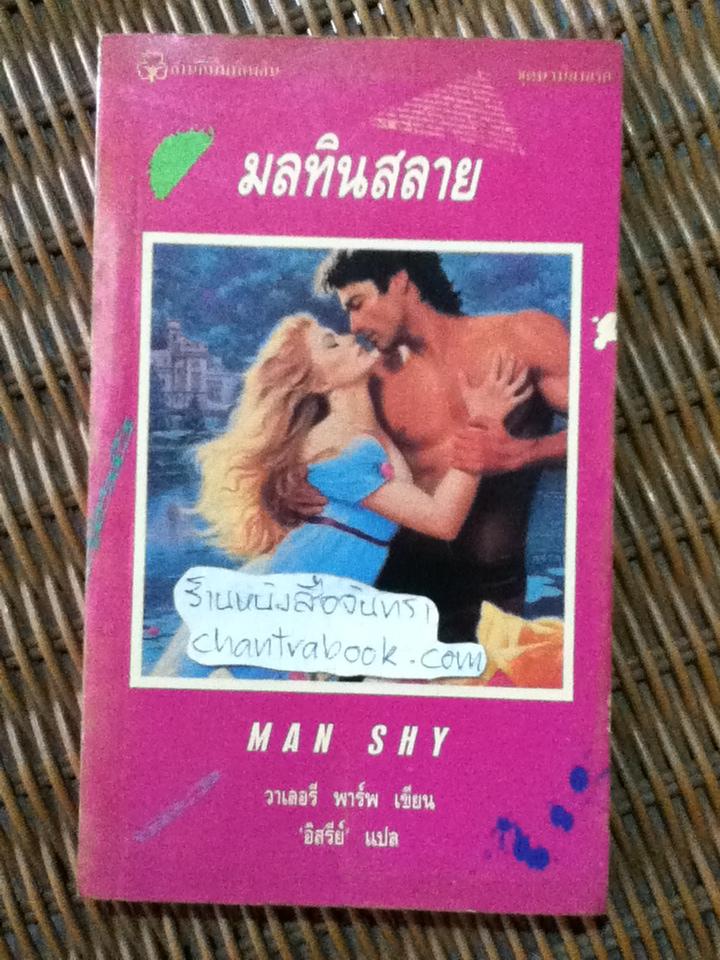 มลทินสลาย
ร้านหนังสือจันทรา
chantrabook.com
MAN SHY
วาเลอรี พาร์พ เขียน
'อิสรีย์' แปล